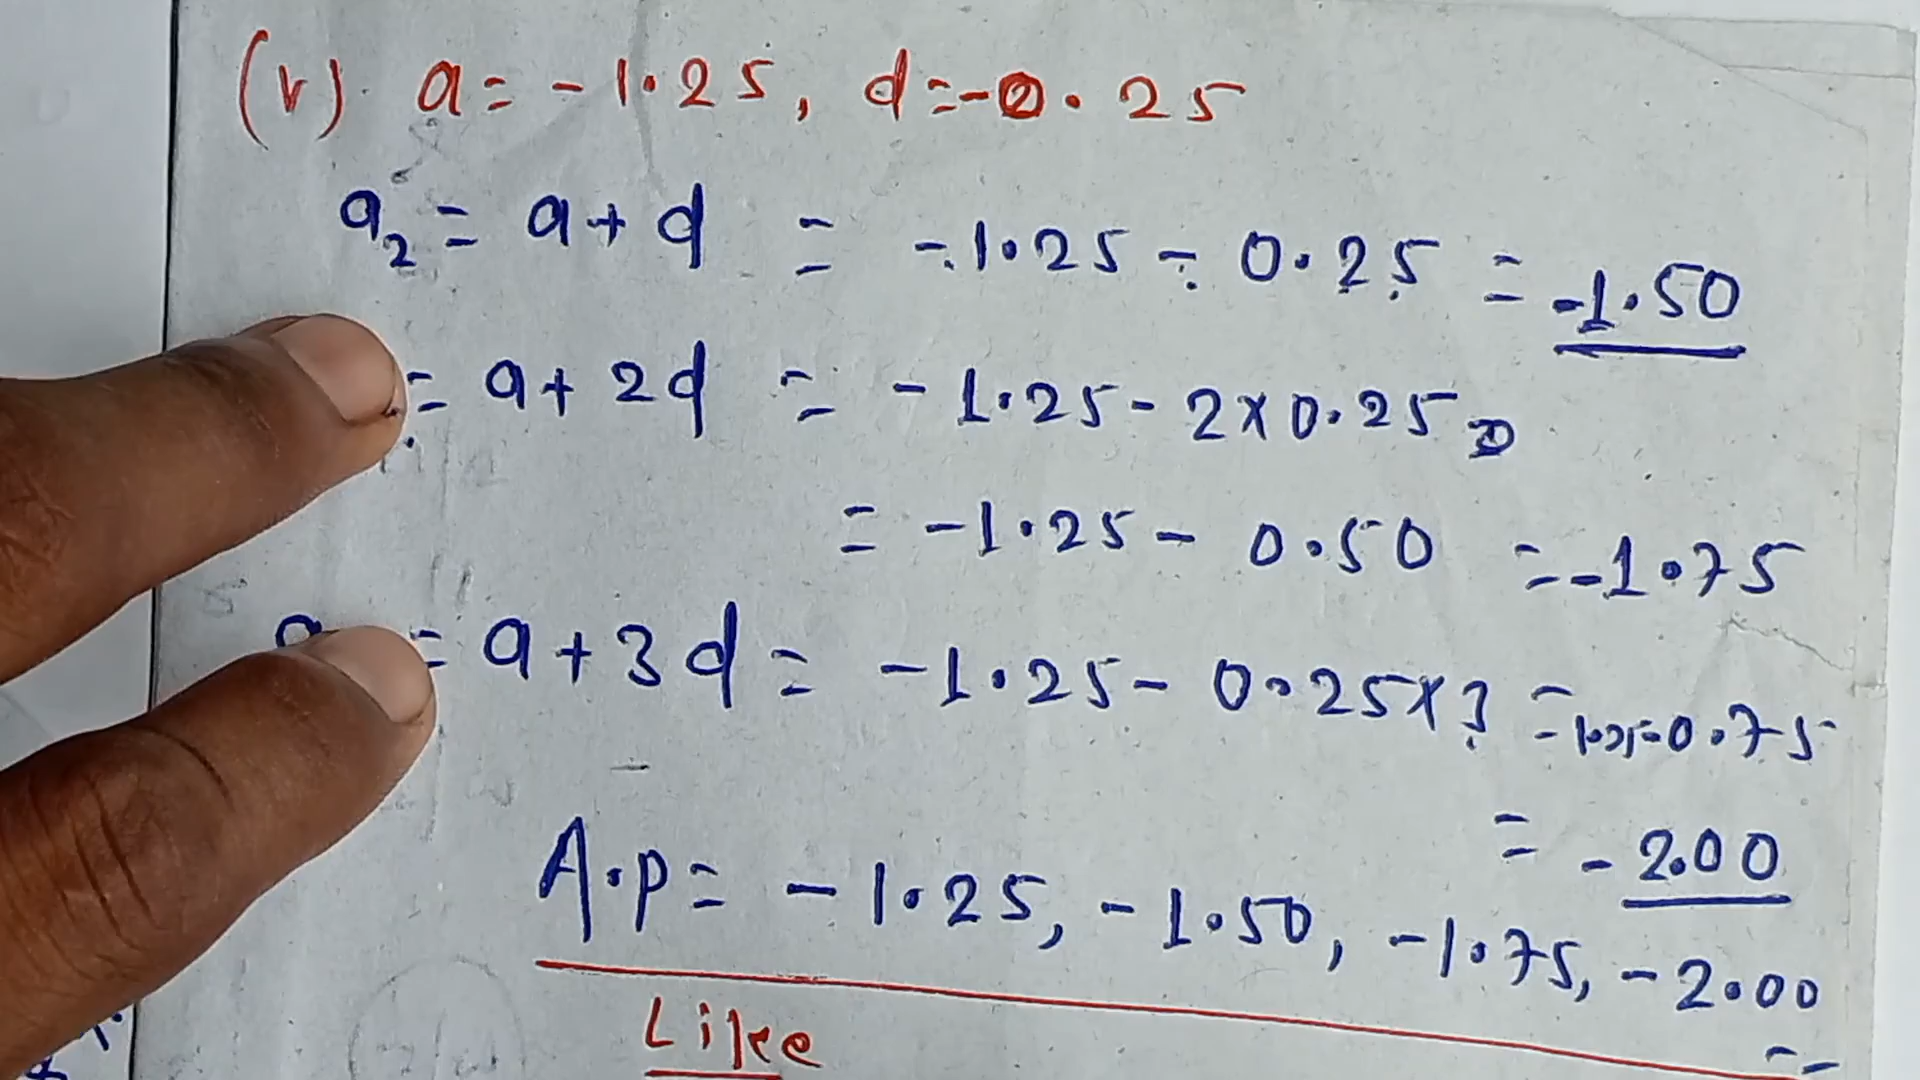 (v). a = -1.25, d = -0.25
a2 = a + d = -1.25 - 0.25 = -1.50
= a + 2d = -1.25 - 2×0.25
= -1.25 - 0.50 = -1.75
= a + 3d = -1.25 - 0.25×3 = 1.25-0.75
= -2.00
A.P = -1.25, -1.50, -1.75, -2.00
Like